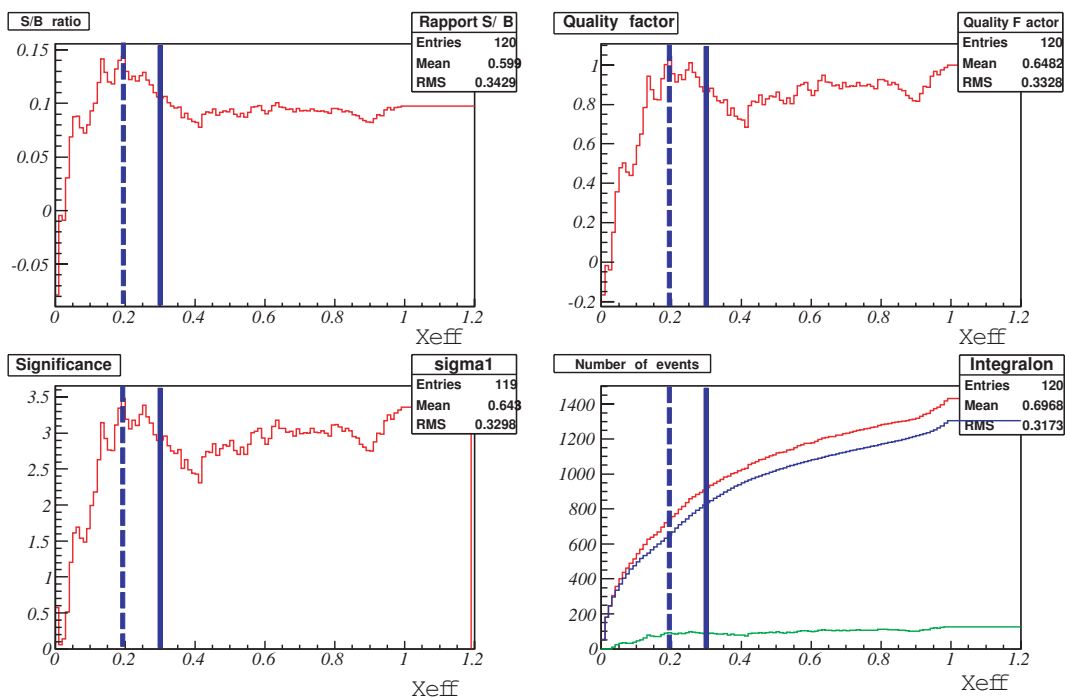 S/B ratio
Rapport S/ B
Entries 120
Mean 0.599
RMS 0.3429
0.15
0.1
0.05
0
-0.05
0 0.2 0.4 0.6 0.8 1 1.2
Xeff
Quality factor
Quality F actor
Entries 120
Mean 0.6482
RMS 0.3328
1
0.8
0.6
0.4
0.2
0
-0.2
0 0.2 0.4 0.6 0.8 1 1.2
Xeff
Significance
sigma1
Entries 119
Mean 0.643
RMS 0.3298
3.5
3
2.5
2
1.5
1
0.5
0
0 0.2 0.4 0.6 0.8 1 1.2
Xeff
Number of events
Integralon
Entries 120
Mean 0.6968
RMS 0.3173
1400
1200
1000
800
600
400
200
0
0 0.2 0.4 0.6 0.8 1 1.2
Xeff